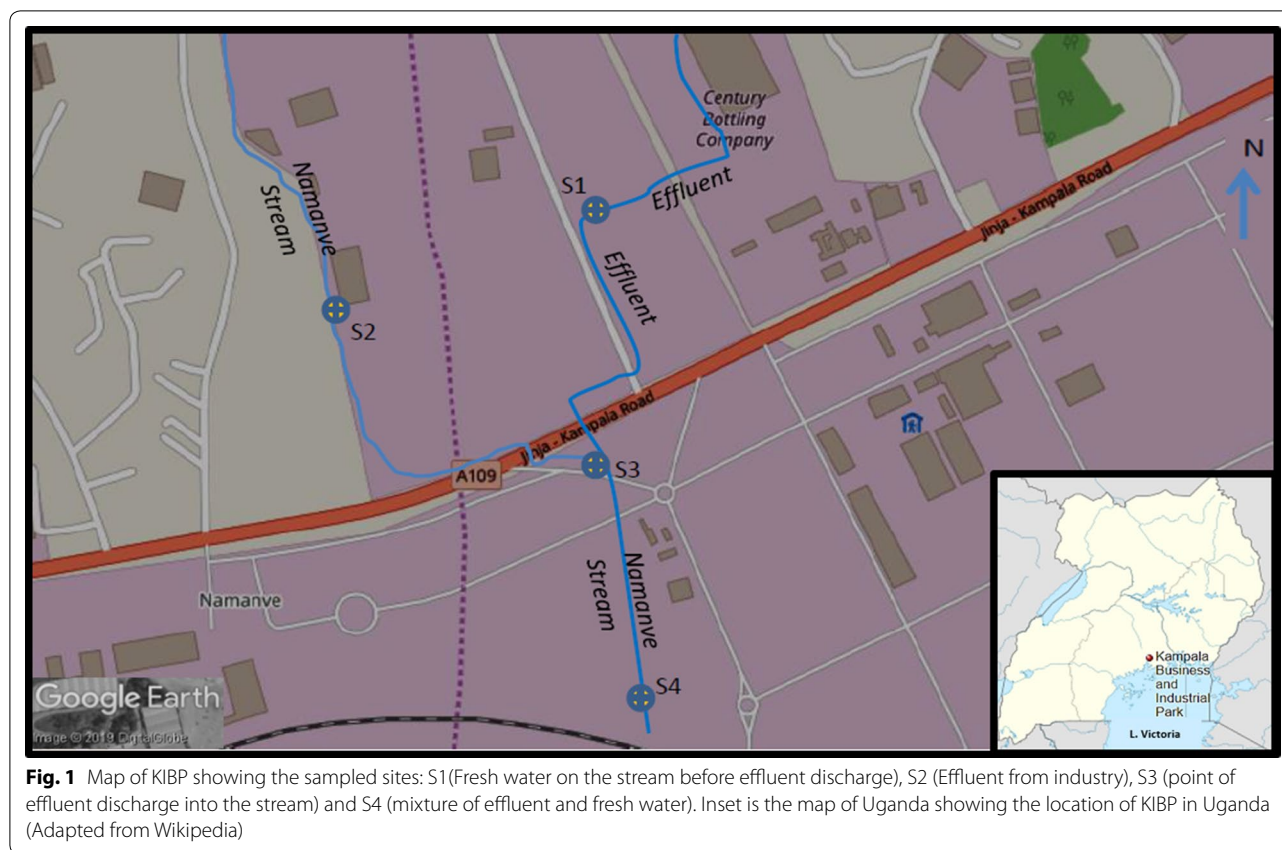 Century
Bottling
Company
N
S1
Effluent
Jinja - Kampala Road
Namanve
Stream
Effluent
S2
Jinja - Kampala Road
S3
A109
Namanve
Stream
Namanve
S4
Google Earth
Image © 2019 DigitalGlobe
Kampala
Business
and
Industrial
Park
L. Victoria
Fig. 1 Map of KIBP showing the sampled sites: S1(Fresh water on the stream before effluent discharge), S2 (Effluent from industry), S3 (point of
effluent discharge into the stream) and S4 (mixture of effluent and fresh water). Inset is the map of Uganda showing the location of KIBP in Uganda
(Adapted from Wikipedia)